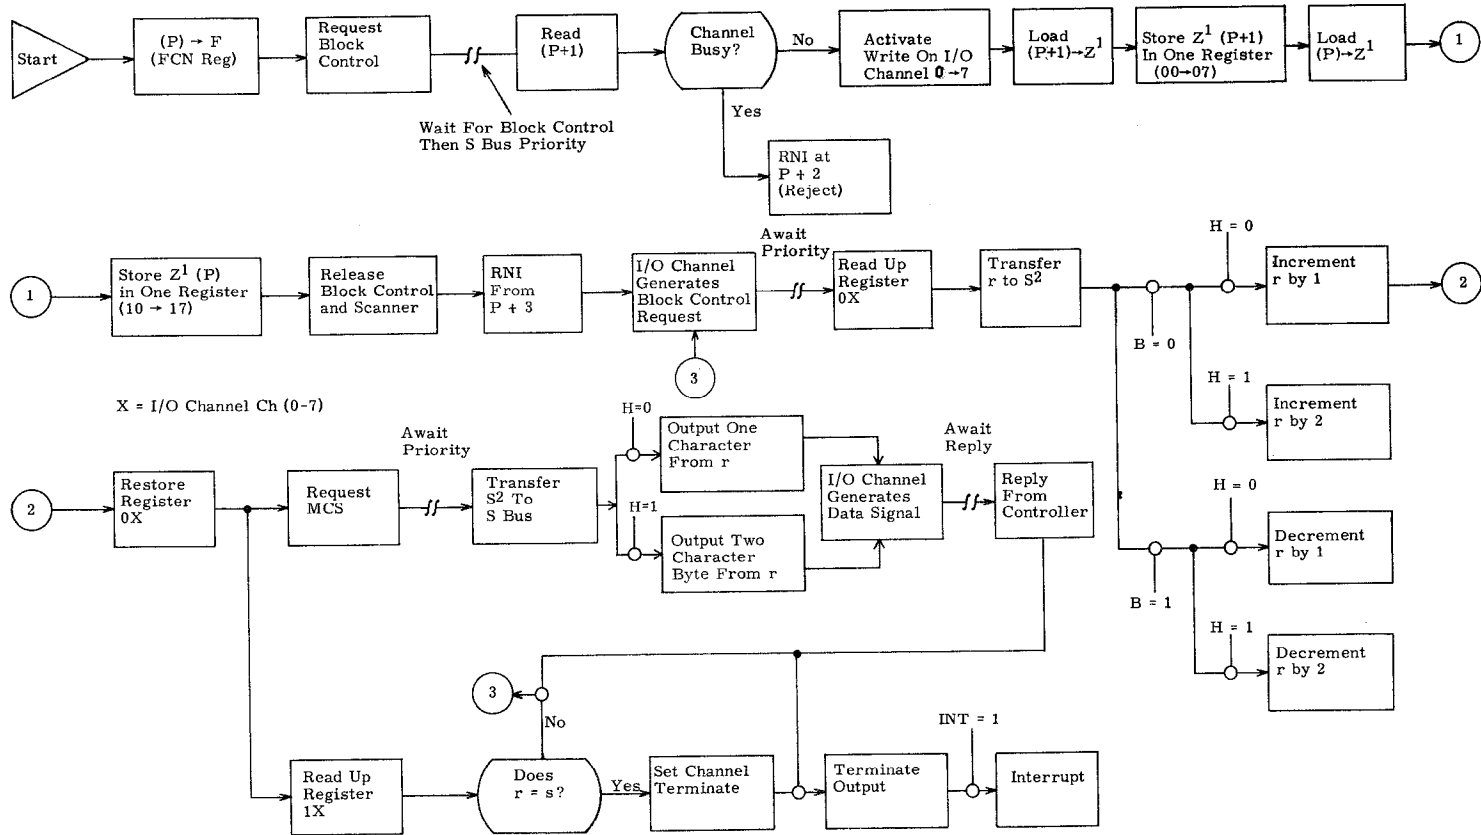 Start
(P) → F
(FCN Reg)
Request
Block
Control
Read
(P+1)
Wait For Block Control
Then S Bus Priority
Channel
Busy?
No
Yes
RNI at
P + 2
(Reject)
Activate
Write On I/O
Channel 0 → 7
Load
(P+1)→Z¹
Store Z¹ (P+1)
In One Register
(00→07)
Load
(P)→Z¹
1
1
Store Z¹ (P)
in One Register
(10 → 17)
Release
Block Control
and Scanner
RNI
From
P + 3
I/O Channel
Generates
Block Control
Request
3
Await
Priority
Read Up
Register
0X
Transfer
r to S²
B = 0
H = 0
Increment
r by 1
2
H = 1
Increment
r by 2
H = 0
Decrement
r by 1
B = 1
H = 1
Decrement
r by 2
X = I/O Channel Ch (0-7)
2
Restore
Register
0X
Request
MCS
Await
Priority
Transfer
S² To
S Bus
H=0
Output One
Character
From r
H=1
Output Two
Character
Byte From r
I/O Channel
Generates
Data Signal
Await
Reply
Reply
From
Controller
3
No
Read Up
Register
1X
Does
r = s?
Yes
Set Channel
Terminate
Terminate
Output
INT = 1
Interrupt